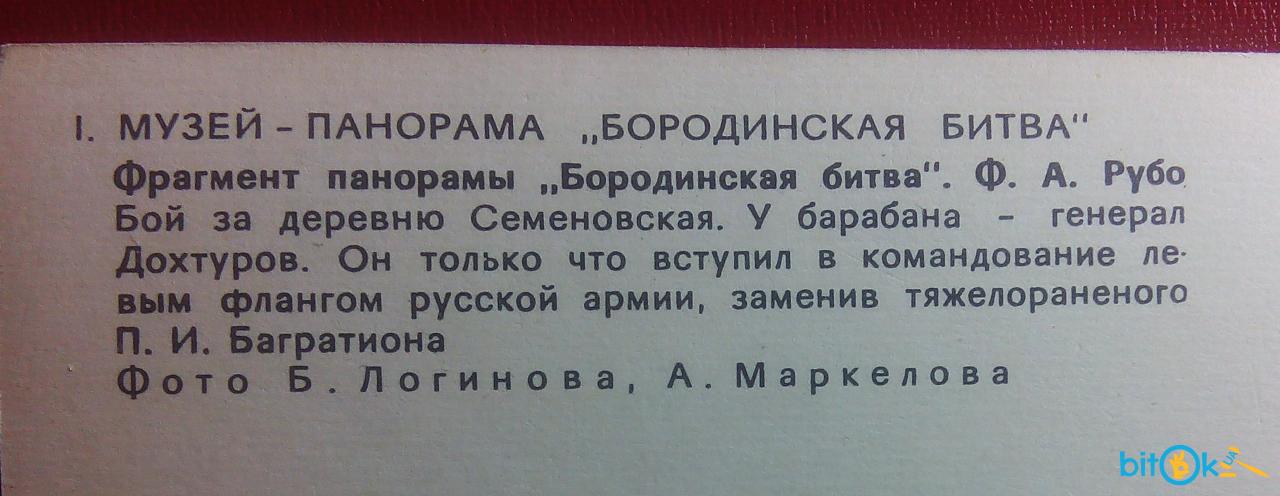 I. МУЗЕЙ – ПАНОРАМА „БОРОДИНСКАЯ БИТВА“
Фрагмент панорамы „Бородинская битва“. Ф. А. Рубо
Бой за деревню Семеновская. У барабана – генерал
Дохтуров. Он только что вступил в командование ле-
вым флангом русской армии, заменив тяжелораненого
П. И. Багратиона
Фото Б. Логинова, А. Маркелова
bitOk UA